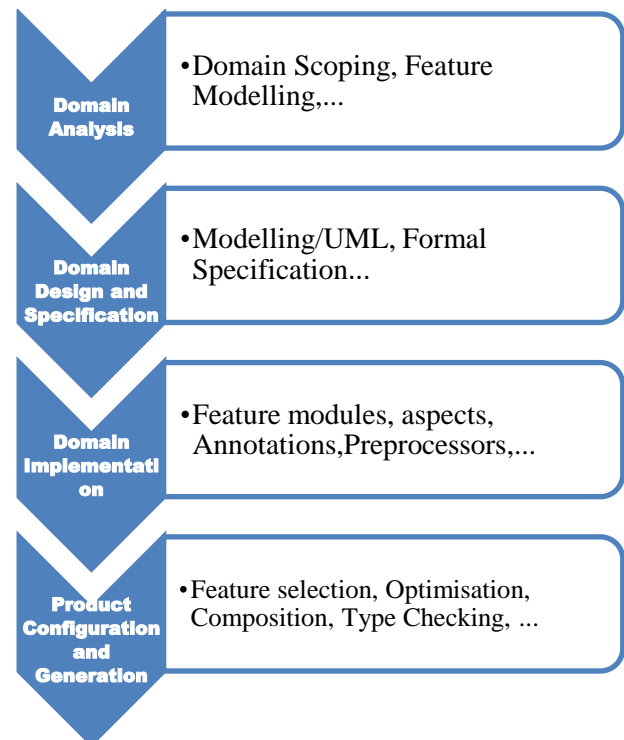 Domain
Analysis
•Domain Scoping, Feature
Modelling,...
Domain
Design and
Specification
•Modelling/UML, Formal
Specification...
Domain
Implementati
on
•Feature modules, aspects,
Annotations,Preprocessors,...
Product
Configuration
and
Generation
•Feature selection, Optimisation,
Composition, Type Checking, ...